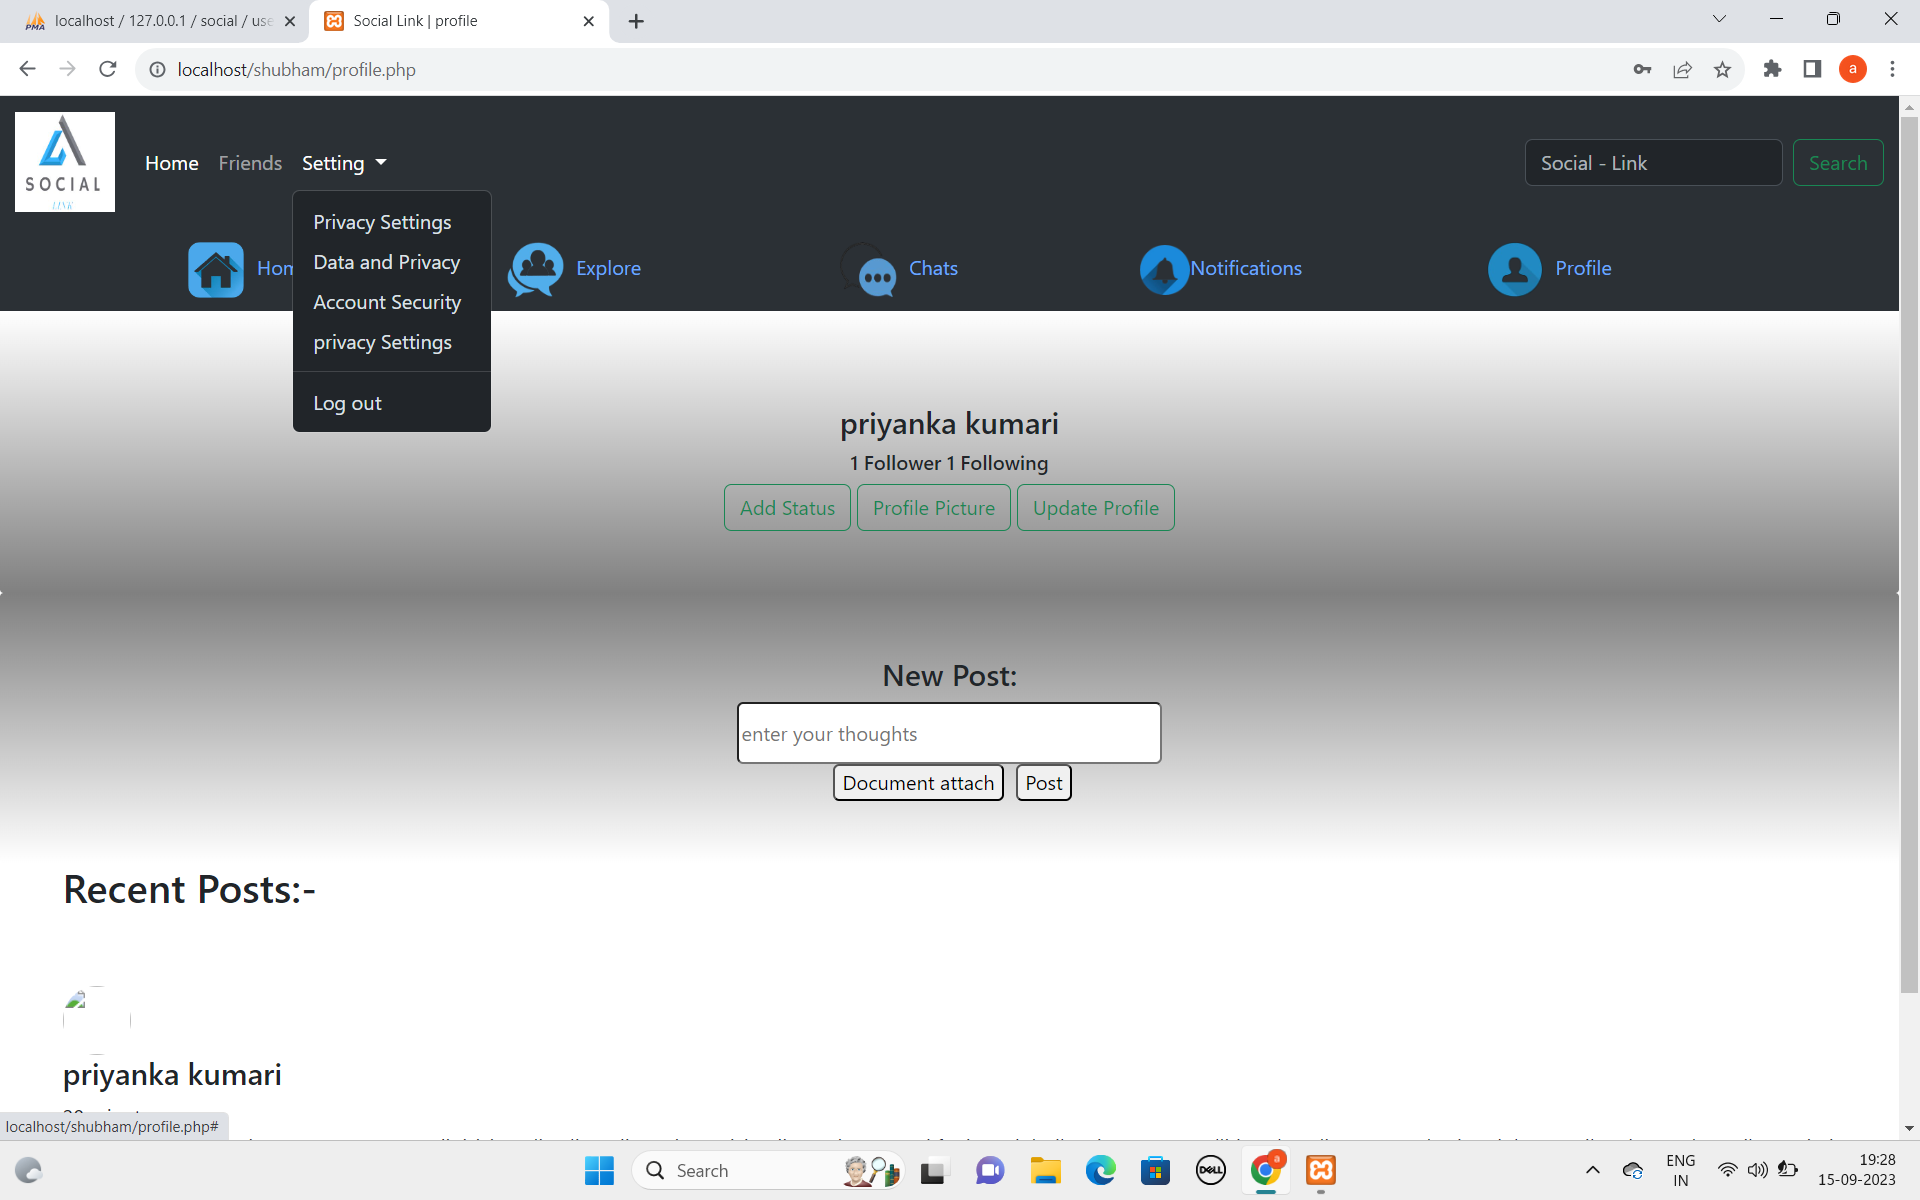 localhost / 127.0.0.1 / social / use
Social Link | profile
localhost/shubham/profile.php
a
SOCIAL
LINK
Home
Friends
Setting
Social - Link
Search
Privacy Settings
Data and Privacy
Account Security
privacy Settings
Log out
Hom
Explore
Chats
Notifications
Profile
priyanka kumari
1 Follower 1 Following
Add Status
Profile Picture
Update Profile
New Post:
enter your thoughts
Document attach
Post
Recent Posts:-
priyanka kumari
localhost/shubham/profile.php#
Search
DELL
a
ENG
IN
19:28
15-09-2023